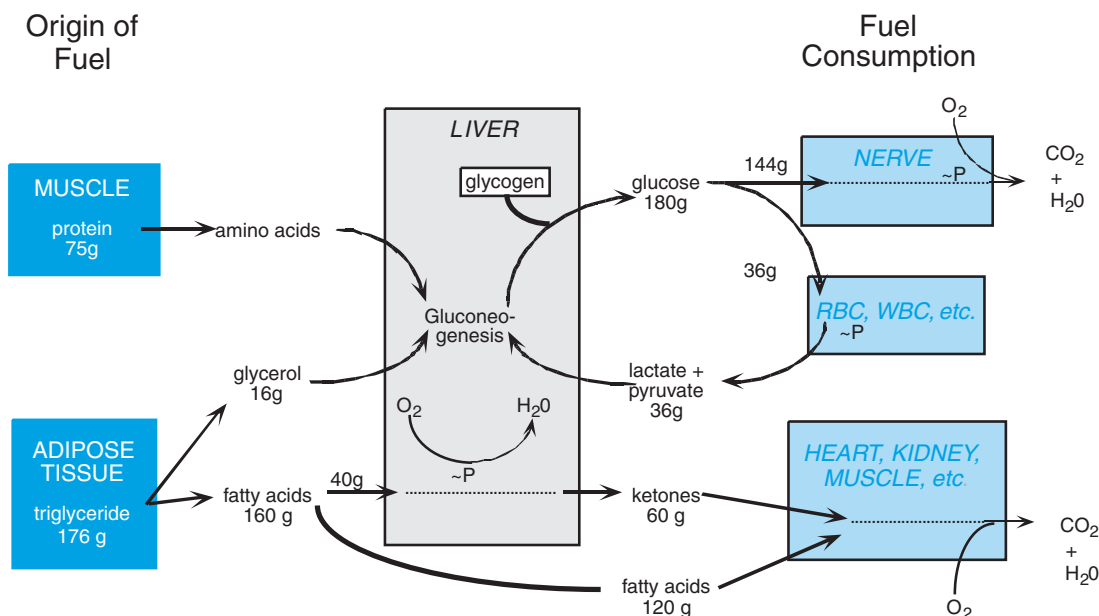 Origin of
Fuel
Fuel
Consumption
LIVER
glycogen
MUSCLE
protein
75g
amino acids
Gluconeo-
genesis
glucose
180g
144g
NERVE
~P
O2
CO2
+
H20
36g
RBC, WBC, etc.
~P
lactate +
pyruvate
36g
glycerol
16g
O2
H20
~P
ADIPOSE
TISSUE
triglyceride
176 g
fatty acids
160 g
40g
ketones
60 g
fatty acids
120 g
HEART, KIDNEY,
MUSCLE, etc.
O2
CO2
+
H20